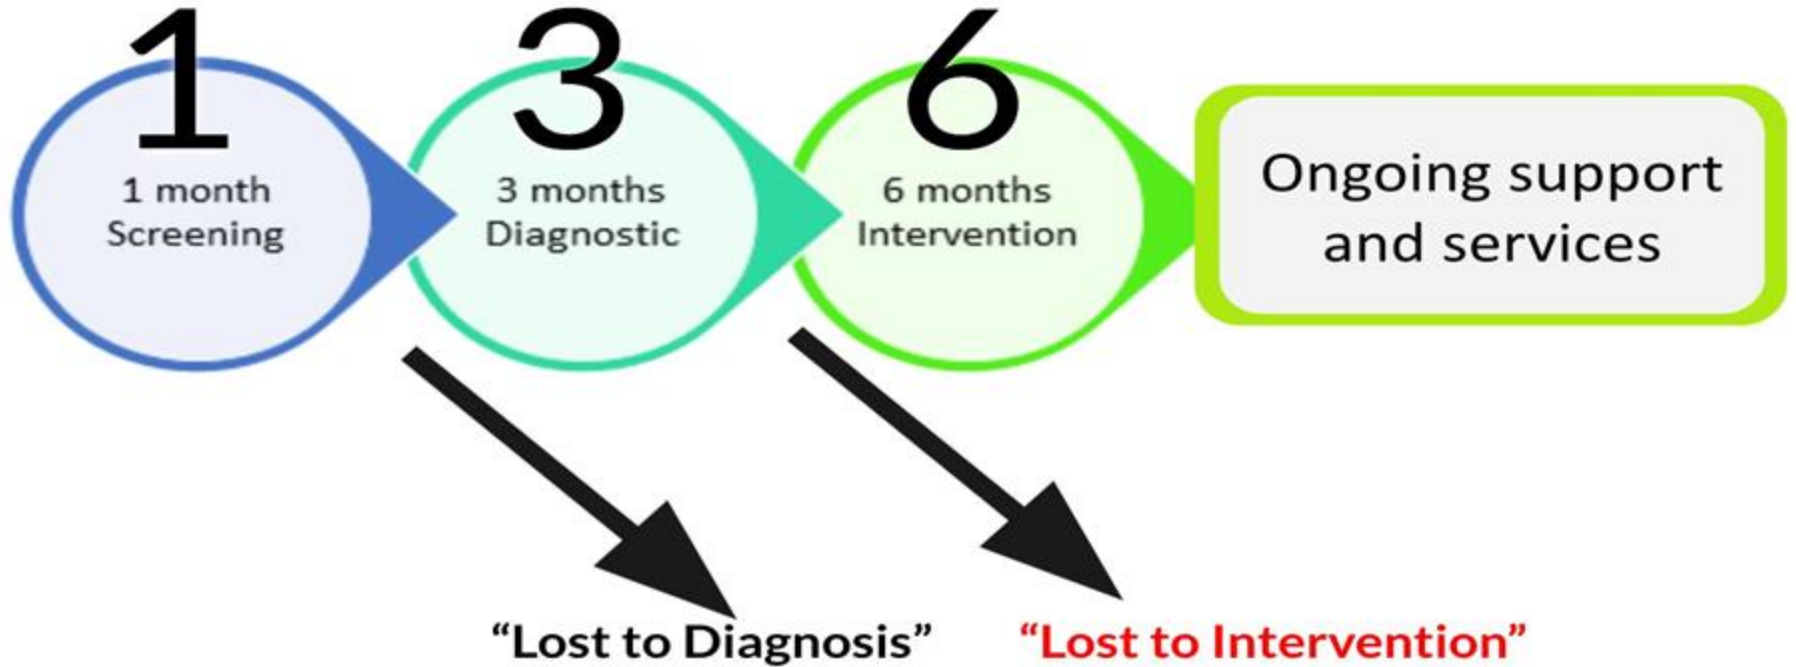 1
1 month
Screening
3
3 months
Diagnostic
6
6 months
Intervention
Ongoing support
and services
“Lost to Diagnosis”
“Lost to Intervention”